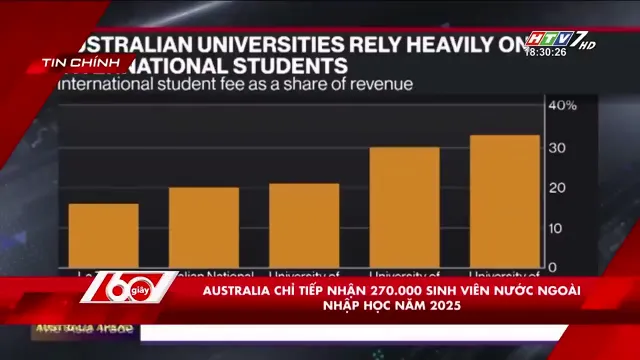 AUSTRALIAN UNIVERSITIES RELY HEAVILY ON
INTERNATIONAL STUDENTS
International student fee as a share of revenue
HTV7 HD
18:30:26
TIN CHÍNH
40%
30
20
10
0
University of
University of
University of
60 giây
AUSTRALIA CHỈ TIẾP NHẬN 270.000 SINH VIÊN NƯỚC NGOÀI
NHẬP HỌC NĂM 2025